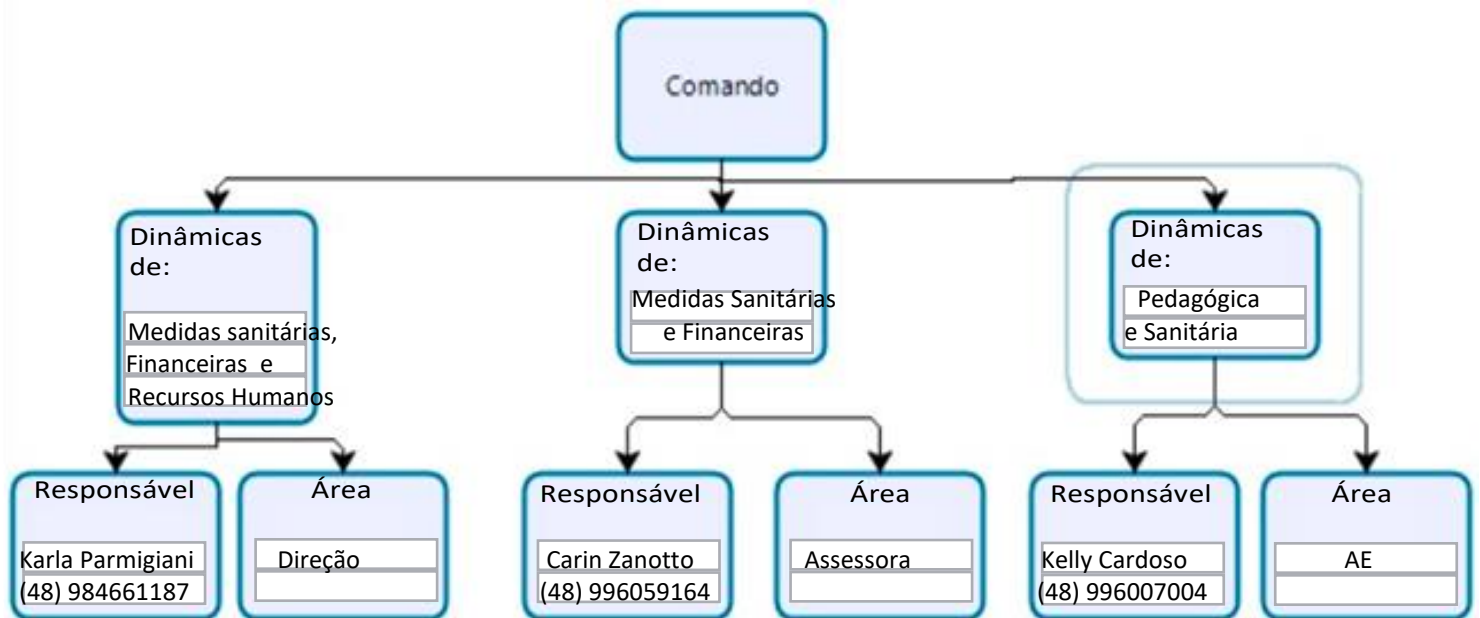 Comando
Dinâmicas
de:
Medidas sanitárias,
Financeiras e
Recursos Humanos
Dinâmicas
de:
Medidas Sanitárias
e Financeiras
Dinâmicas
de:
Pedagógica
e Sanitária
Responsável
Karla Parmigiani
(48) 984661187
Área
Direção
Responsável
Carin Zanotto
(48) 996059164
Área
Assessora
Responsável
Kelly Cardoso
(48) 996007004
Área
AE